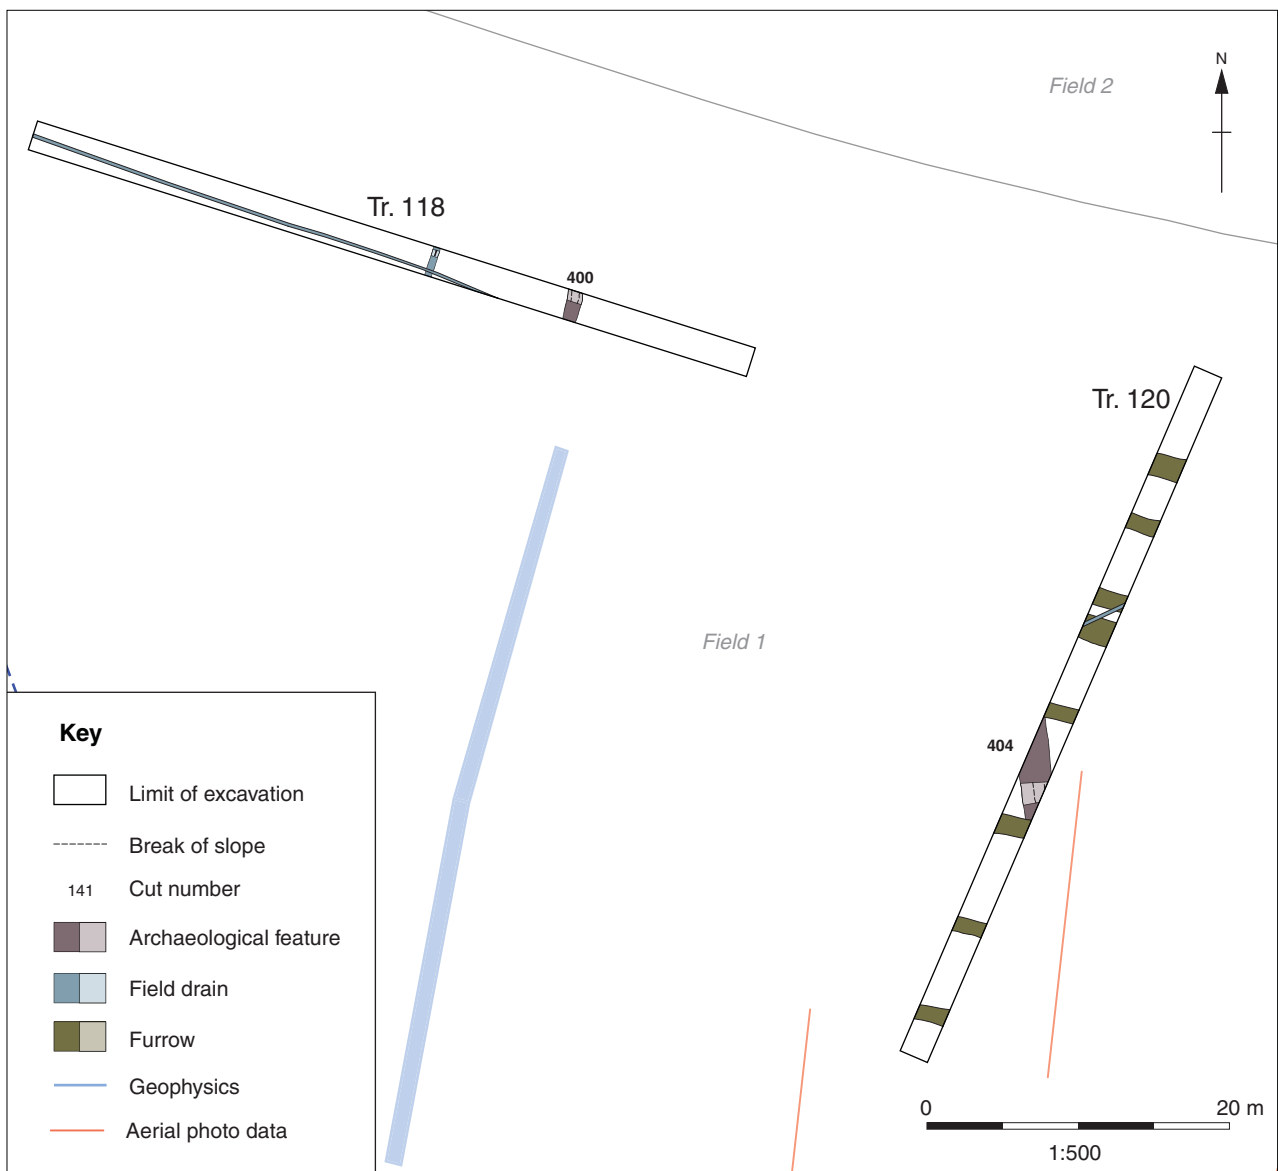 N
Field 2
Tr. 118
400
Tr. 120
Field 1
404
Key
Limit of excavation
Break of slope
141 Cut number
Archaeological feature
Field drain
Furrow
Geophysics
Aerial photo data
0 20 m
1:500